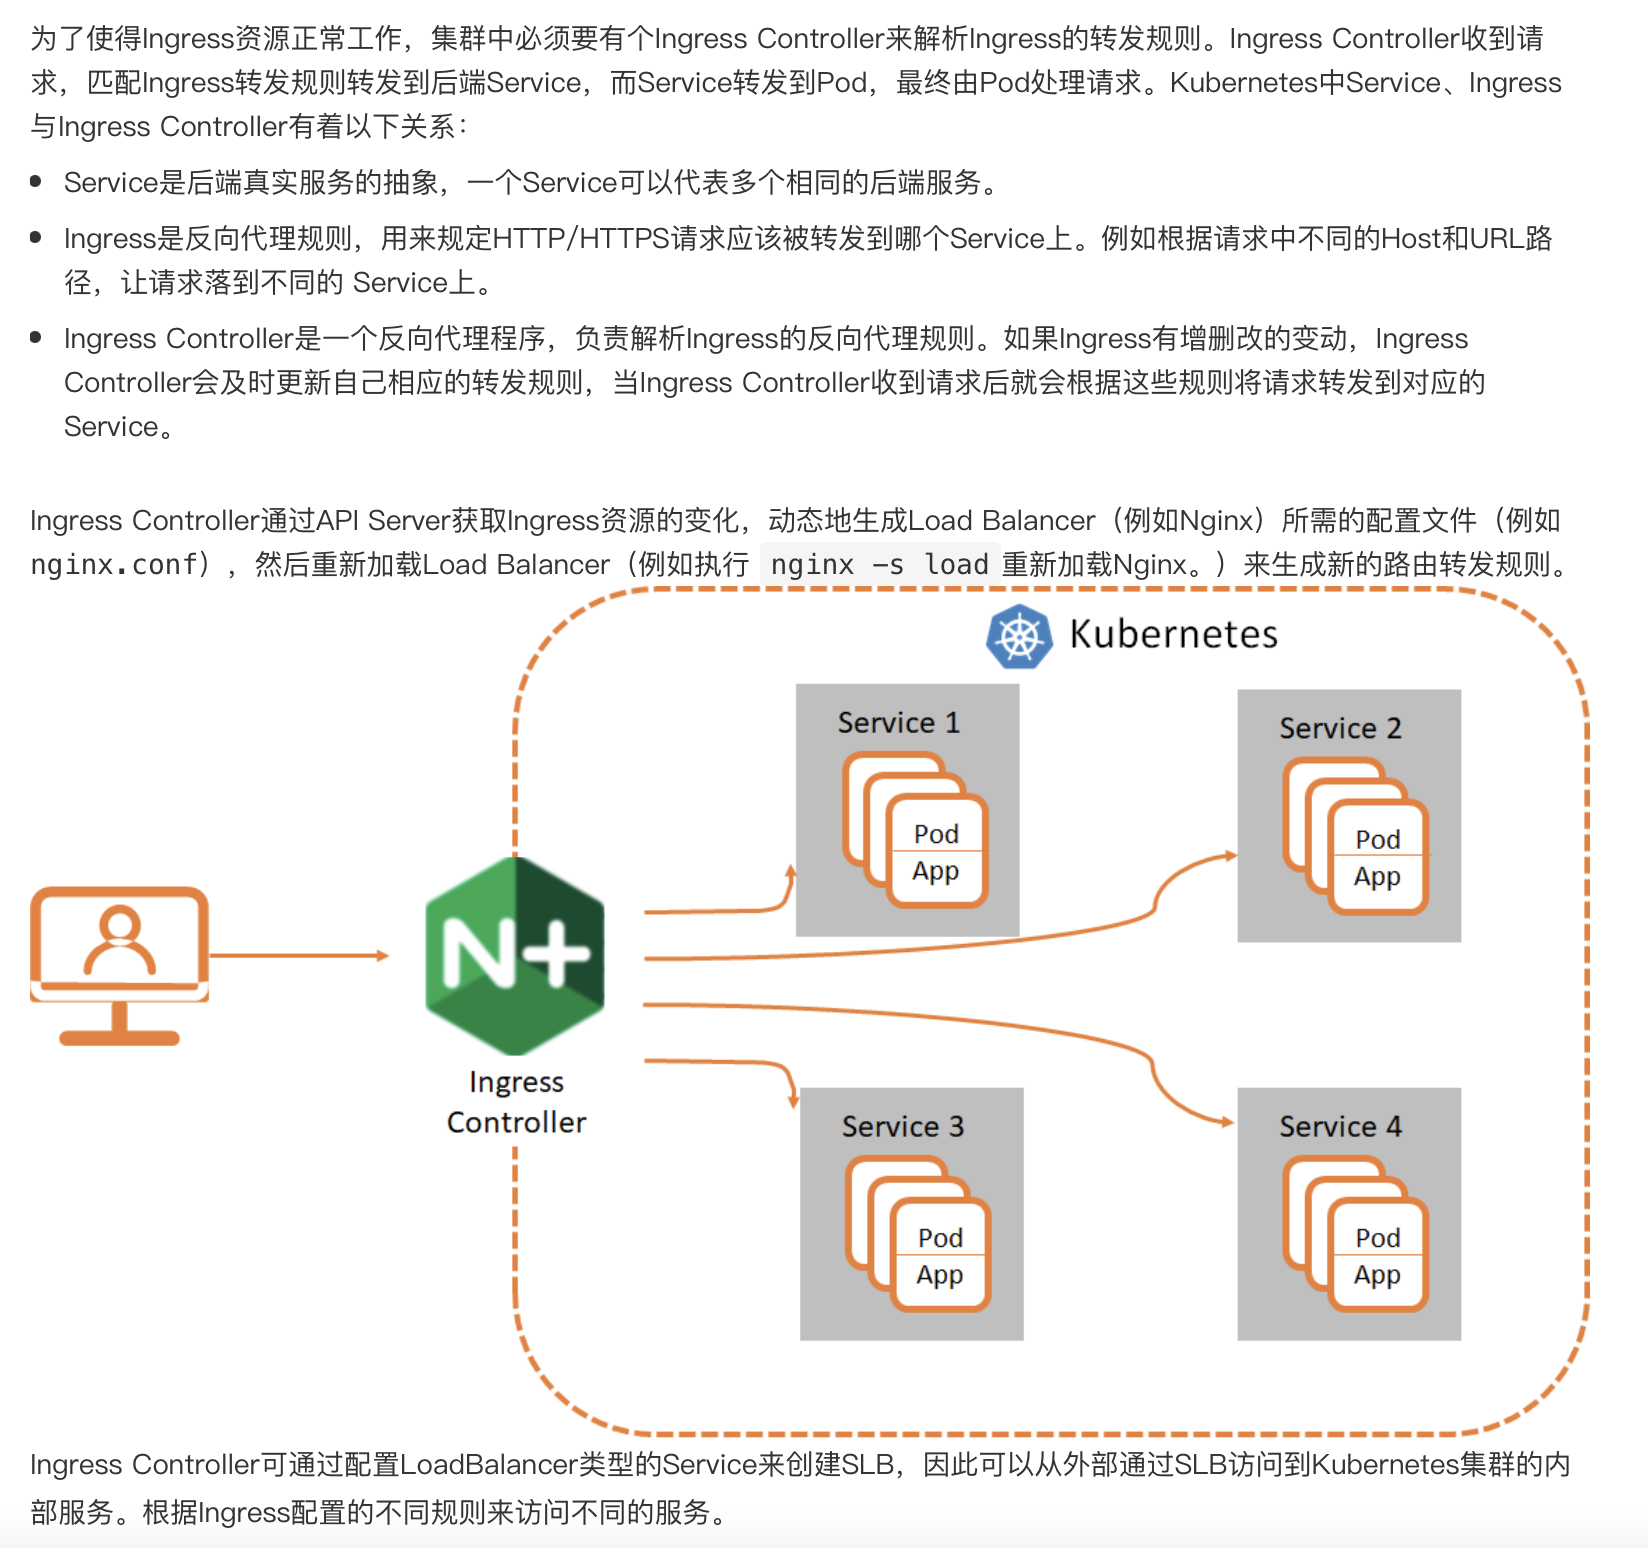 为了使得Ingress资源正常工作，集群中必须要有个Ingress Controller来解析Ingress的转发规则。Ingress Controller收到请
求，匹配Ingress转发规则转发到后端Service，而Service转发到Pod，最终由Pod处理请求。Kubernetes中Service、Ingress
与Ingress Controller有着以下关系：
• Service是后端真实服务的抽象，一个Service可以代表多个相同的后端服务。
• Ingress是反向代理规则，用来规定HTTP/HTTPS请求应该被转发到哪个Service上。例如根据请求中不同的Host和URL路
径，让请求落到不同的 Service上。
• Ingress Controller是一个反向代理程序，负责解析Ingress的反向代理规则。如果Ingress有增删改的变动，Ingress
Controller会及时更新自己相应的转发规则，当Ingress Controller收到请求后就会根据这些规则将请求转发到对应的
Service。
Ingress Controller通过API Server获取Ingress资源的变化，动态地生成Load Balancer（例如Nginx）所需的配置文件（例如
nginx.conf），然后重新加载Load Balancer（例如执行 nginx -s load 重新加载Nginx。）来生成新的路由转发规则。
Kubernetes
Service 1
Pod
App
Service 2
Pod
App
N+
Ingress
Controller
Service 3
Pod
App
Service 4
Pod
App
Ingress Controller可通过配置LoadBalancer类型的Service来创建SLB，因此可以从外部通过SLB访问到Kubernetes集群的内
部服务。根据Ingress配置的不同规则来访问不同的服务。